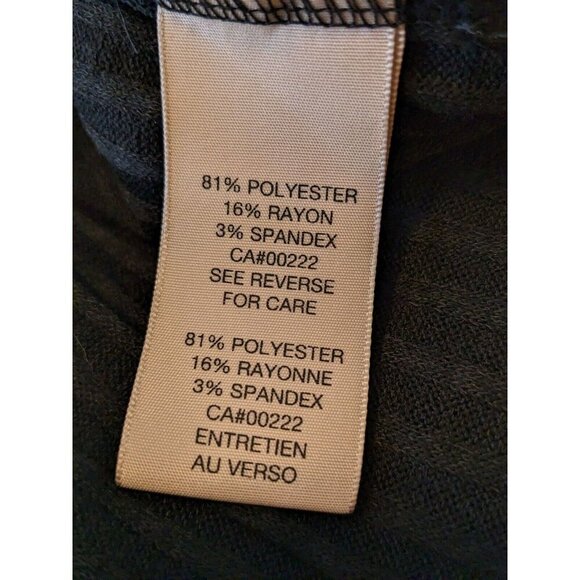 81% POLYESTER
16% RAYON
3% SPANDEX
CA#00222
SEE REVERSE
FOR CARE
81% POLYESTER
16% RAYONNE
3% SPANDEX
CA#00222
ENTRETIEN
AU VERSO